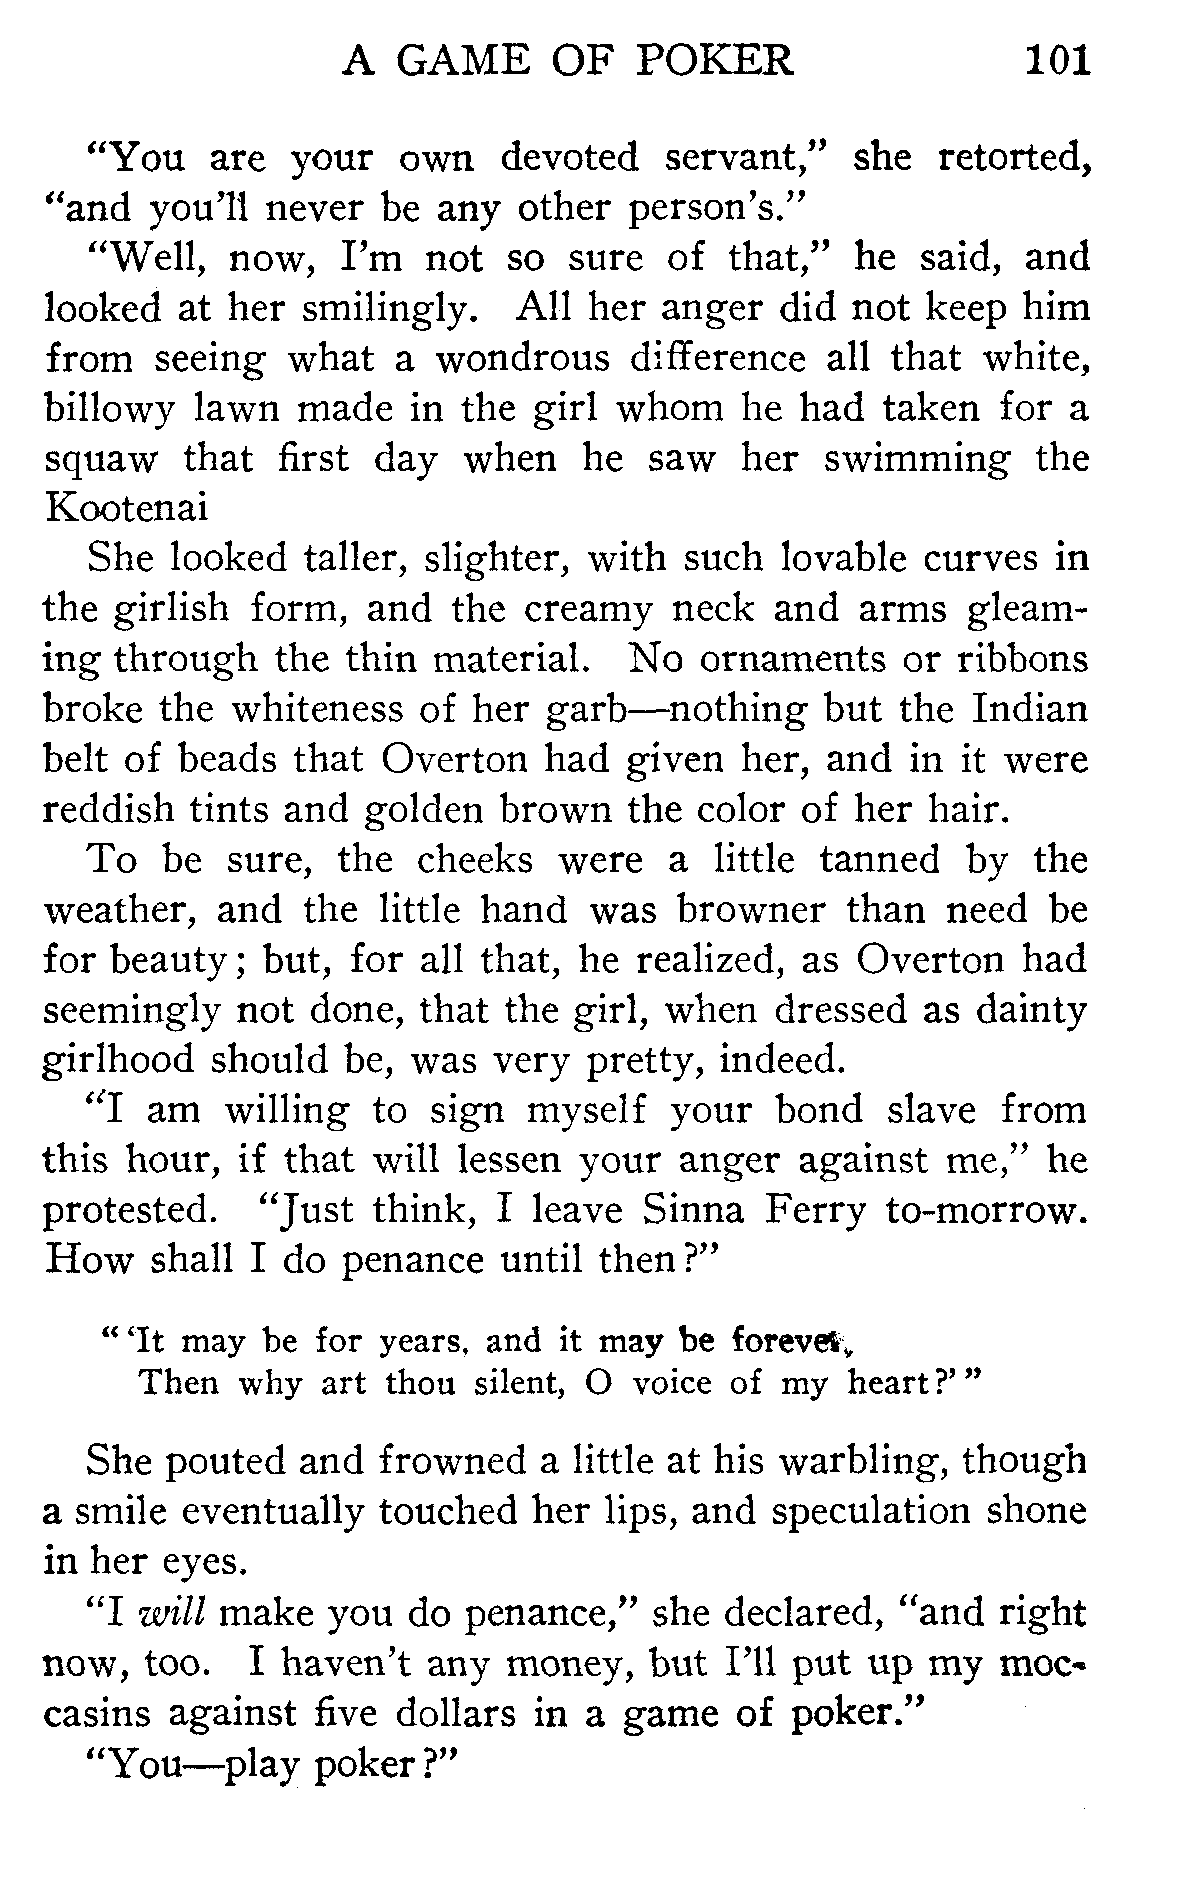 A GAME OF POKER 101
“You are your own devoted servant,” she retorted,
“and you’ll never be any other person’s.”
“Well, now, I’m not so sure of that,” he said, and
looked at her smilingly. All her anger did not keep him
from seeing what a wondrous difference all that white,
billowy lawn made in the girl whom he had taken for a
squaw that first day when he saw her swimming the
Kootenai
She looked taller, slighter, with such lovable curves in
the girlish form, and the creamy neck and arms gleam-
ing through the thin material. No ornaments or ribbons
broke the whiteness of her garb—nothing but the Indian
belt of beads that Overton had given her, and in it were
reddish tints and golden brown the color of her hair.
To be sure, the cheeks were a little tanned by the
weather, and the little hand was browner than need be
for beauty; but, for all that, he realized, as Overton had
seemingly not done, that the girl, when dressed as dainty
girlhood should be, was very pretty, indeed.
“I am willing to sign myself your bond slave from
this hour, if that will lessen your anger against me,” he
protested. “Just think, I leave Sinna Ferry to-morrow.
How shall I do penance until then?”
“ ‘It may be for years, and it may be forever,
Then why art thou silent, O voice of my heart?’ ”
She pouted and frowned a little at his warbling, though
a smile eventually touched her lips, and speculation shone
in her eyes.
“I will make you do penance,” she declared, “and right
now, too. I haven’t any money, but I’ll put up my moc-
casins against five dollars in a game of poker.”
“You—play poker?”